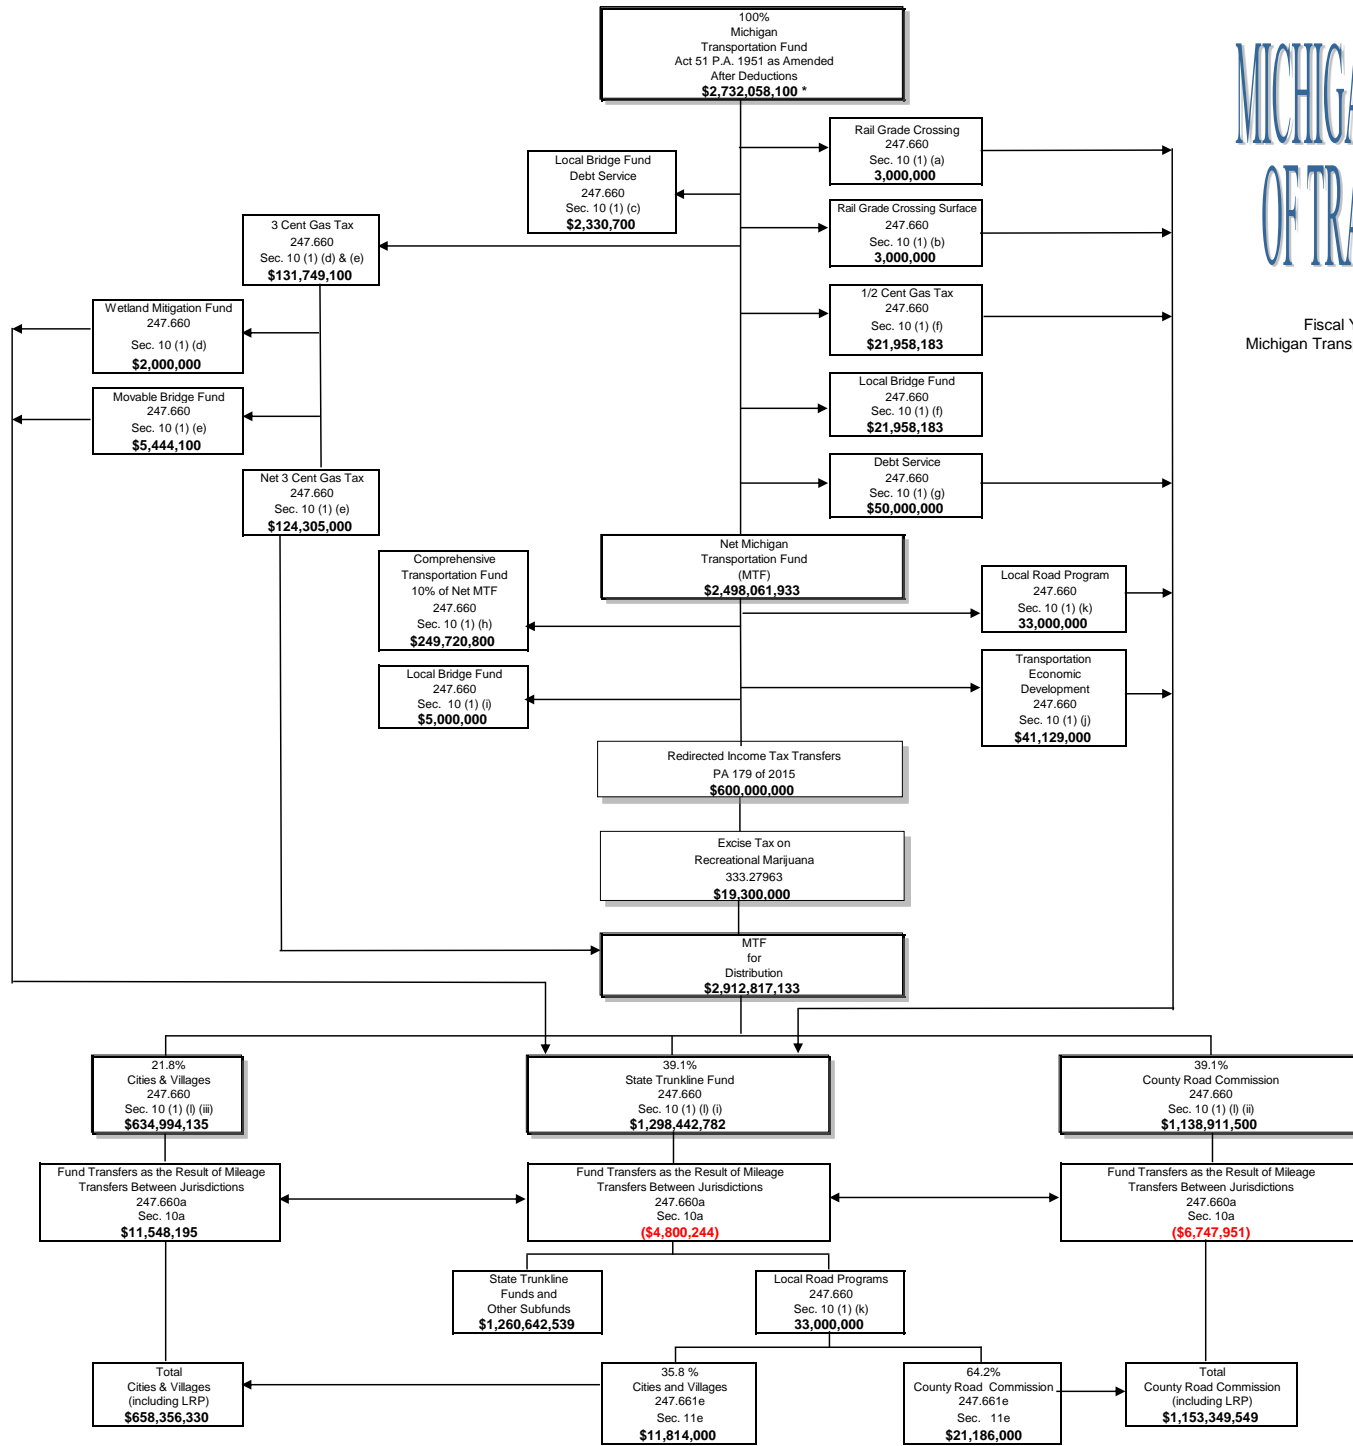 100%
Michigan
Transportation Fund
Act 51 P.A. 1951 as Amended
After Deductions
$2,732,058,100 *
MICHIGA
OF TRA
Fiscal Y
Michigan Transp
Rail Grade Crossing
247.660
Sec. 10 (1) (a)
3,000,000
Local Bridge Fund
Debt Service
247.660
Sec. 10 (1) (c)
$2,330,700
Rail Grade Crossing Surface
247.660
Sec. 10 (1) (b)
3,000,000
3 Cent Gas Tax
247.660
Sec. 10 (1) (d) & (e)
$131,749,100
1/2 Cent Gas Tax
247.660
Sec. 10 (1) (f)
$21,958,183
Wetland Mitigation Fund
247.660
Sec. 10 (1) (d)
$2,000,000
Local Bridge Fund
247.660
Sec. 10 (1) (f)
$21,958,183
Movable Bridge Fund
247.660
Sec. 10 (1) (e)
$5,444,100
Debt Service
247.660
Sec. 10 (1) (g)
$50,000,000
Net 3 Cent Gas Tax
247.660
Sec. 10 (1) (e)
$124,305,000
Net Michigan
Transportation Fund
(MTF)
$2,498,061,933
Comprehensive
Transportation Fund
10% of Net MTF
247.660
Sec. 10 (1) (h)
$249,720,800
Local Road Program
247.660
Sec. 10 (1) (k)
33,000,000
Local Bridge Fund
247.660
Sec. 10 (1) (i)
$5,000,000
Transportation
Economic
Development
247.660
Sec. 10 (1) (j)
$41,129,000
Redirected Income Tax Transfers
PA 179 of 2015
$600,000,000
Excise Tax on
Recreational Marijuana
333.27963
$19,300,000
MTF
for
Distribution
$2,912,817,133
21.8%
Cities & Villages
247.660
Sec. 10 (1) (l) (iii)
$634,994,135
39.1%
State Trunkline Fund
247.660
Sec. 10 (1) (l) (i)
$1,298,442,782
39.1%
County Road Commission
247.660
Sec. 10 (1) (l) (ii)
$1,138,911,500
Fund Transfers as the Result of Mileage
Transfers Between Jurisdictions
247.660a
Sec. 10a
$11,548,195
Fund Transfers as the Result of Mileage
Transfers Between Jurisdictions
247.660a
Sec. 10a
($4,800,244)
Fund Transfers as the Result of Mileage
Transfers Between Jurisdictions
247.660a
Sec. 10a
($6,747,951)
State Trunkline
Funds and
Other Subfunds
$1,260,642,539
Local Road Programs
247.660
Sec. 10 (1) (k)
33,000,000
Total
Cities & Villages
(including LRP)
$658,356,330
35.8 %
Cities and Villages
247.661e
Sec. 11e
$11,814,000
64.2%
County Road Commission
247.661e
Sec. 11e
$21,186,000
Total
County Road Commission
(including LRP)
$1,153,349,549